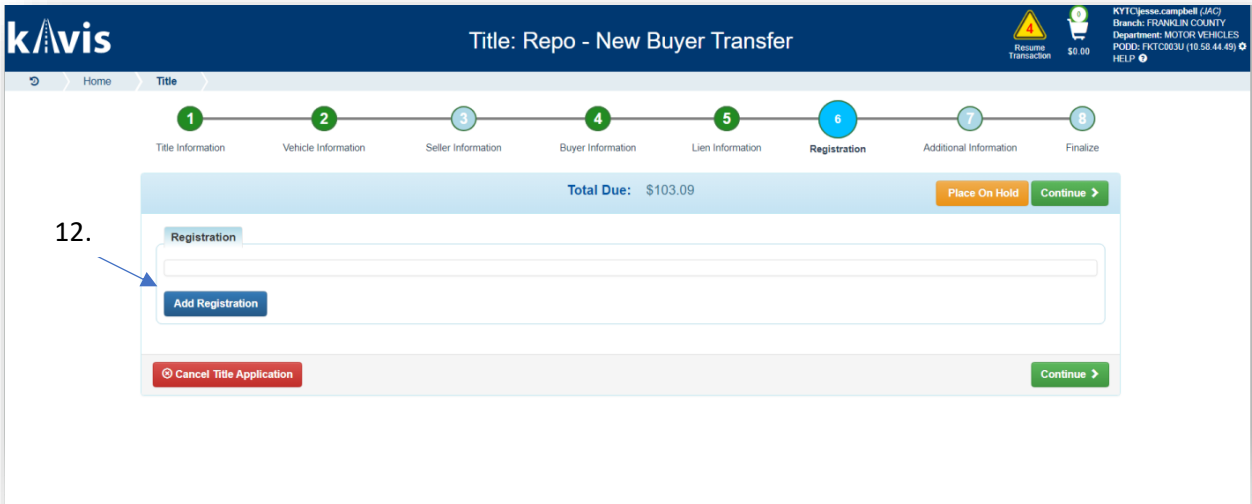 kavis
Title: Repo - New Buyer Transfer
4
Resume
Transaction
0
$0.00
KYTC\jesse.campbell (JAC)
Branch: FRANKLIN COUNTY
Department: MOTOR VEHICLES
PODD: FKTC003U (10.58.44.49)
HELP
Home
Title
1
2
3
4
5
6
7
8
Title Information
Vehicle Information
Seller Information
Buyer Information
Lien Information
Registration
Additional Information
Finalize
Total Due: $103.09
Place On Hold
Continue
12.
Registration
Add Registration
Cancel Title Application
Continue